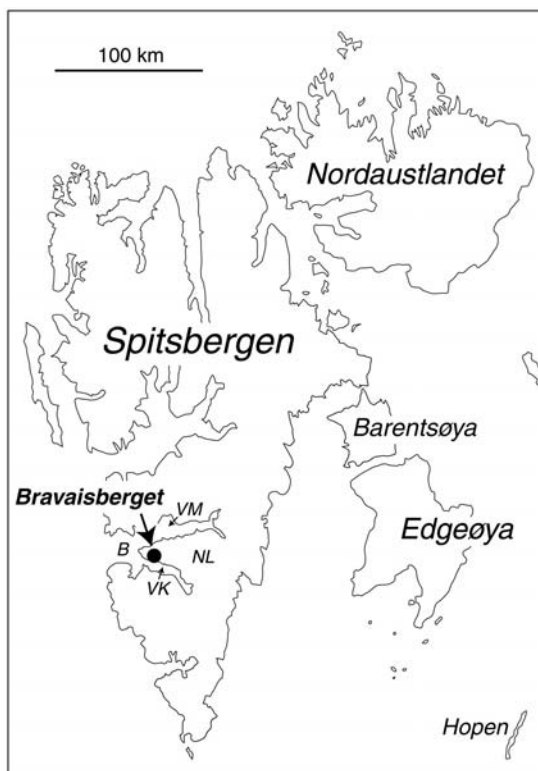 100 km
Nordaustlandet
Spitsbergen
Barentsøya
Bravaisberget
VM
Edgeøya
B
NL
VK
Hopen